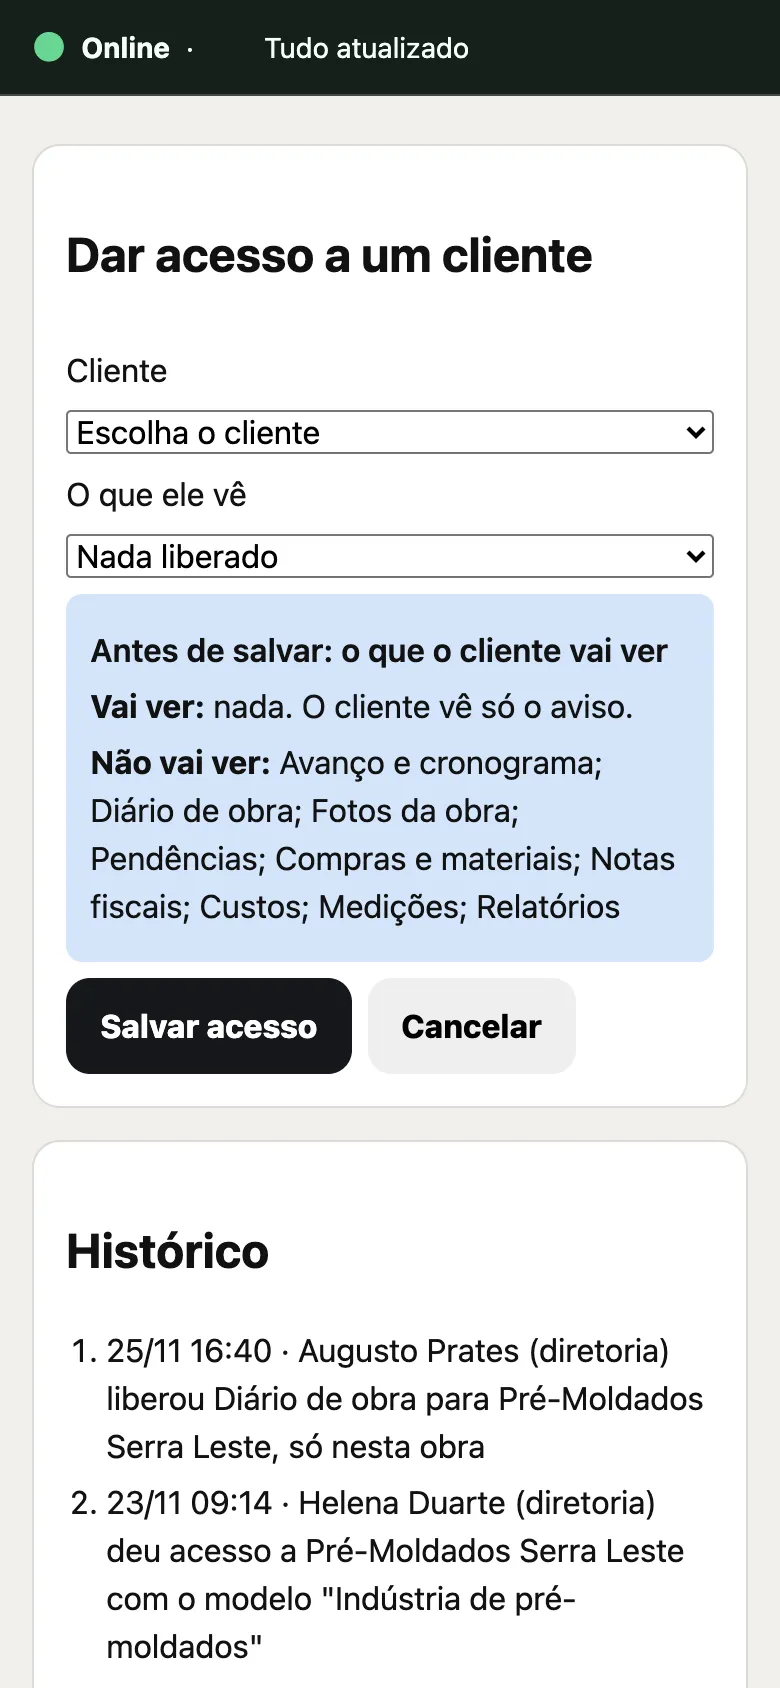 Online ·
Tudo atualizado
Dar acesso a um cliente
Cliente
Escolha o cliente
O que ele vê
Nada liberado
Antes de salvar: o que o cliente vai ver
Vai ver: nada. O cliente vê só o aviso.
Não vai ver: Avanço e cronograma;
Diário de obra; Fotos da obra;
Pendências; Compras e materiais; Notas
fiscais; Custos; Medições; Relatórios
Salvar acesso
Cancelar
Histórico
1. 25/11 16:40 · Augusto Prates (diretoria)
liberou Diário de obra para Pré-Moldados
Serra Leste, só nesta obra
2. 23/11 09:14 · Helena Duarte (diretoria)
deu acesso a Pré-Moldados Serra Leste
com o modelo "Indústria de pré-
moldados"